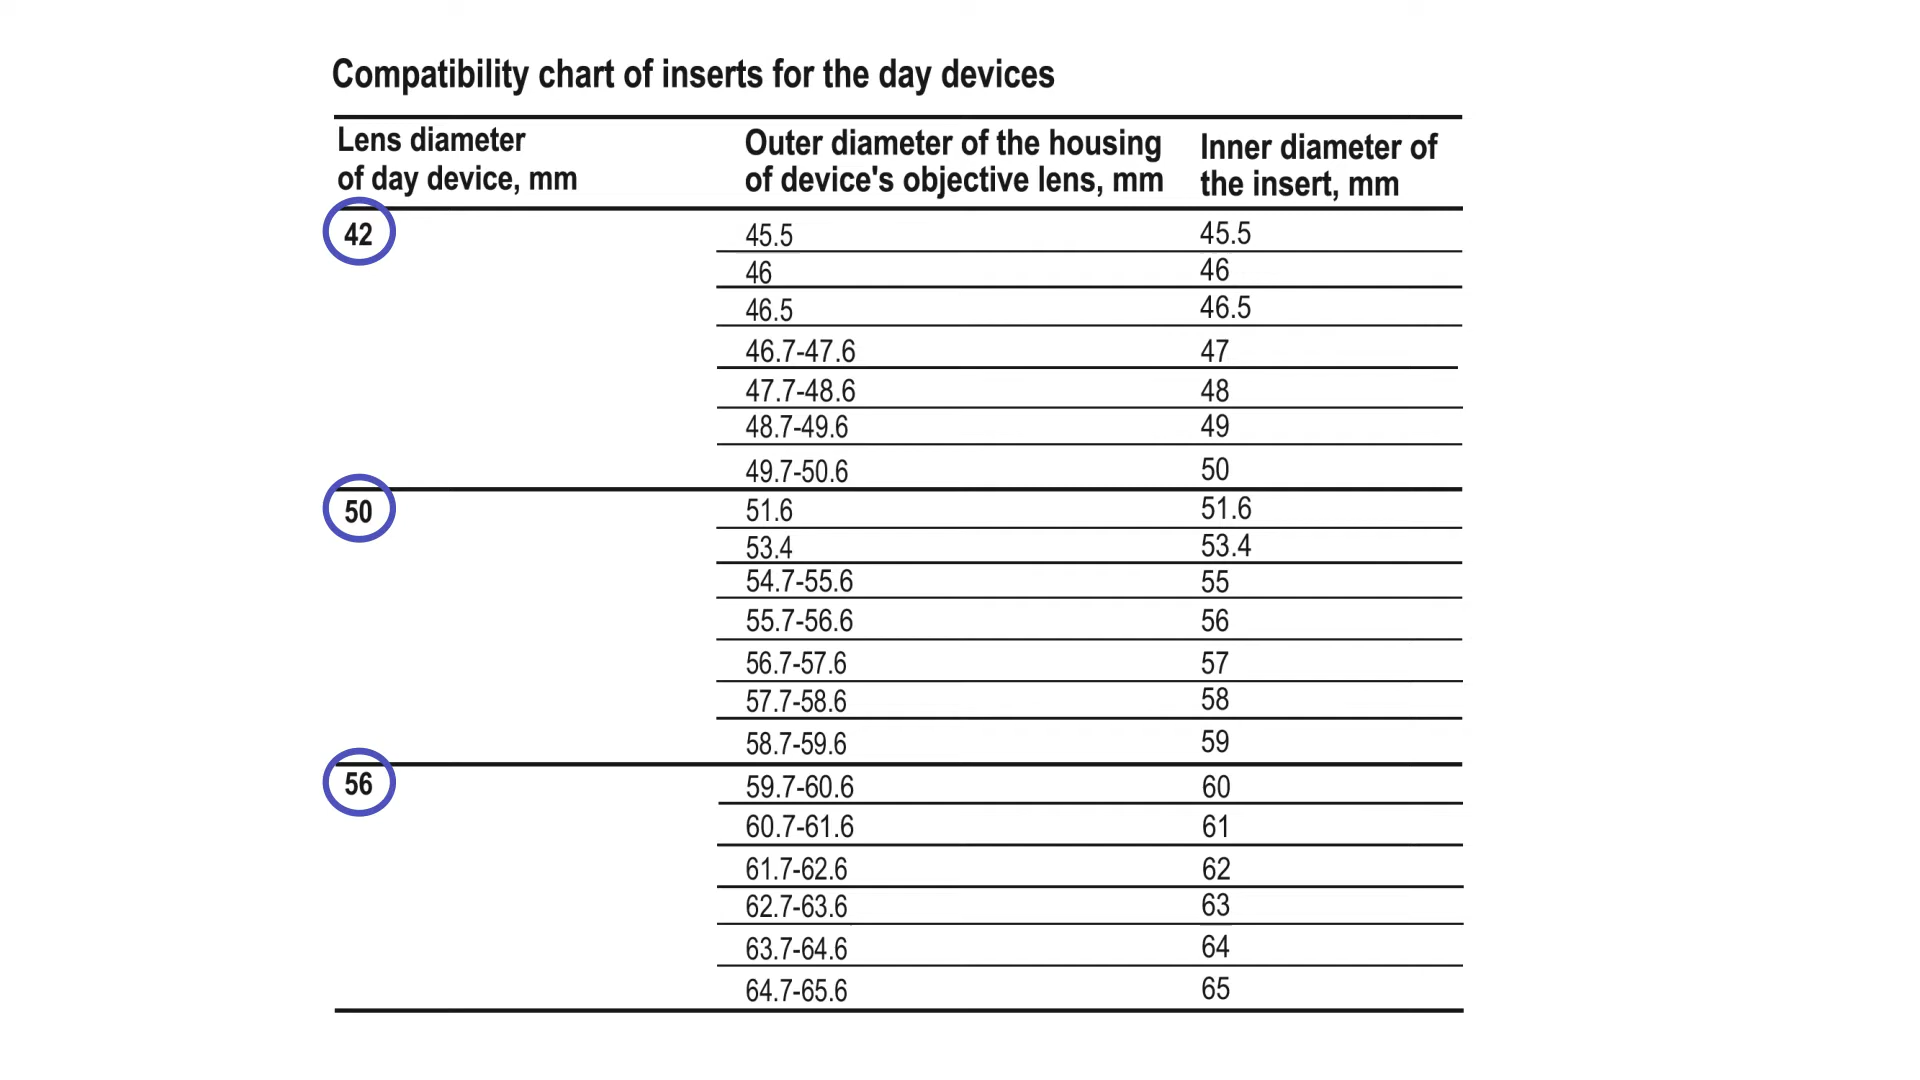 Compatibility chart of inserts for the day devices
Lens diameter
of day device, mm
Outer diameter of the housing
of device's objective lens, mm
Inner diameter of
the insert, mm
42 45.5 45.5
46 46
46.5 46.5
46.7-47.6 47
47.7-48.6 48
48.7-49.6 49
49.7-50.6 50
50 51.6 51.6
53.4 53.4
54.7-55.6 55
55.7-56.6 56
56.7-57.6 57
57.7-58.6 58
58.7-59.6 59
56 59.7-60.6 60
60.7-61.6 61
61.7-62.6 62
62.7-63.6 63
63.7-64.6 64
64.7-65.6 65